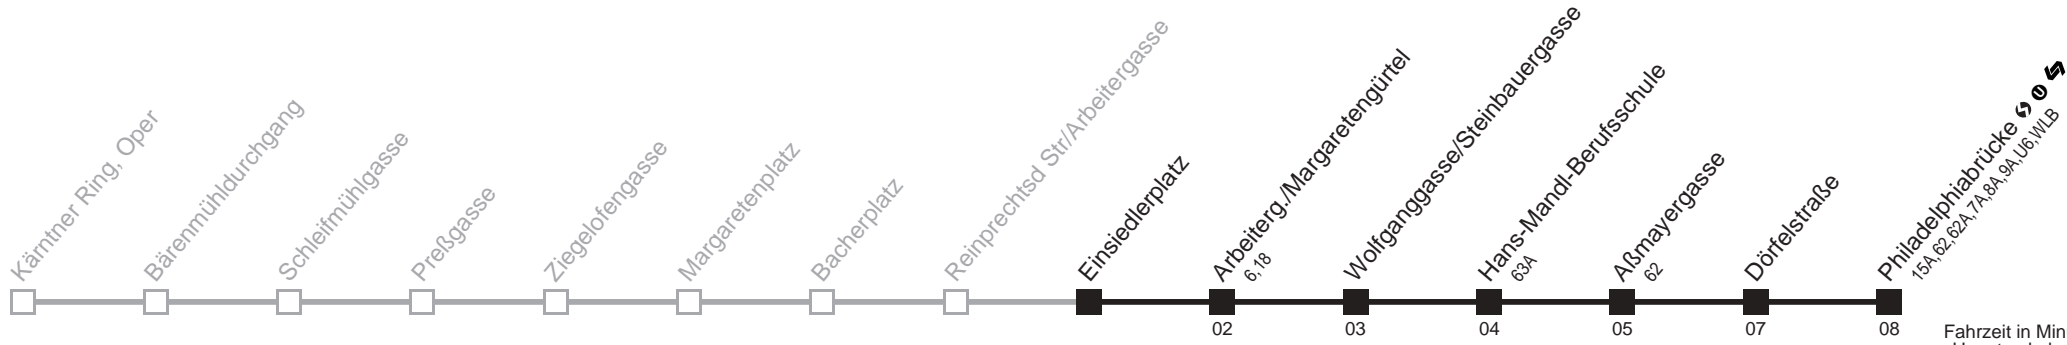 Kärntner Ring, Oper
Bärenmühldurchgang
Schleifmühlgasse
Preßgasse
Ziegelofengasse
Margaretenplatz
Bacherplatz
Reinprechtsd Str/Arbeitergasse
Einsiedlerplatz
Arbeiterg./Margaretengürtel
6,18
Wolfganggasse/Steinbauergasse
Hans-Mandl-Berufsschule
63A
Aßmayergasse
62
Dörfelstraße
Philadelphiabrücke S U
15A,62,62A,7A,8A,9A,U6,WLB
02
03
04
05
07
08
Fahrzeit in Min